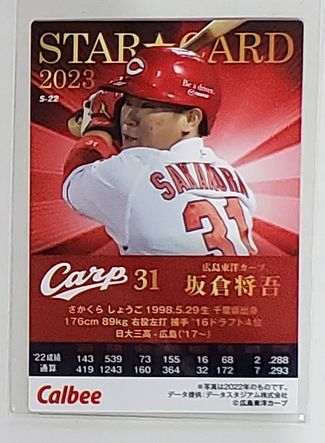 STAR★CARD
2023
S-22
Be a driver.
SAKAKURA
31
Carp 31
広島東洋カープ
坂倉将吾
さかくら しょうご 1998.5.29生 千葉県出身
176cm 89kg 右投左打 捕手 '16ドラフト4位
日大三高-広島('17~)
'22成績 143 539 73 155 16 68 2 .288
通算 419 1243 160 364 32 172 7 .293
Calbee
※写真は2022年のものです。
データ提供:データスタジアム株式会社
©広島東洋カープ